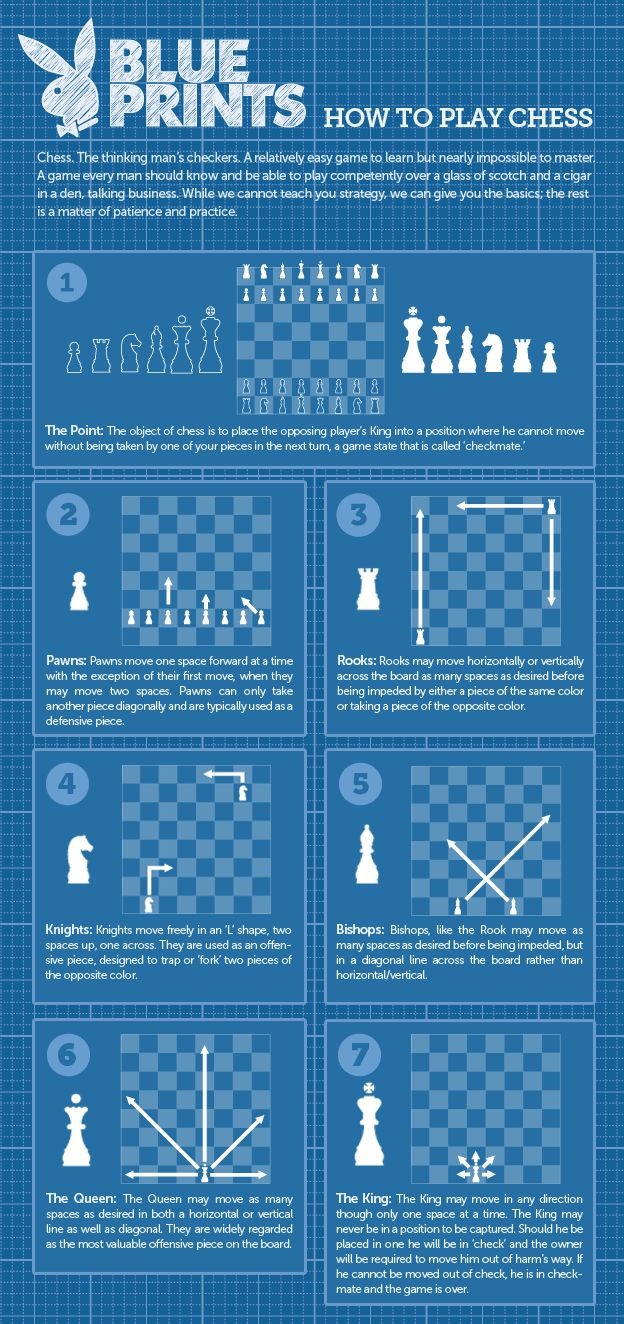 BLUE
PRINTS
HOW TO PLAY CHESS
Chess. The thinking man's checkers. A relatively easy game to learn but nearly impossible to master.
A game every man should know and be able to play competently over a glass of scotch and a cigar
in a den, talking business. While we cannot teach you strategy, we can give you the basics; the rest
is a matter of patience and practice.
1
The Point: The object of chess is to place the opposing player's King into a position where he cannot move
without being taken by one of your pieces in the next turn, a game state that is called 'checkmate.'
2
Pawns: Pawns move one space forward at a time
with the exception of their first move, when they
may move two spaces. Pawns can only take
another piece diagonally and are typically used as a
defensive piece.
3
Rooks: Rooks may move horizontally or vertically
across the board as many spaces as desired before
being impeded by either a piece of the same color
or taking a piece of the opposite color.
4
Knights: Knights move freely in an 'L' shape, two
spaces up, one across. They are used as an offen-
sive piece, designed to trap or 'fork' two pieces of
the opposite color.
5
Bishops: Bishops, like the Rook may move as
many spaces as desired before being impeded, but
in a diagonal line across the board rather than
horizontal/vertical.
6
The Queen: The Queen may move as many
spaces as desired in both a horizontal or vertical
line as well as diagonal. They are widely regarded
as the most valuable offensive piece on the board.
7
The King: The King may move in any direction
though only one space at a time. The King may
never be in a position to be captured. Should he be
placed in one he will be in 'check' and the owner
will be required to move him out of harm's way. If
he cannot be moved out of check, he is in check-
mate and the game is over.